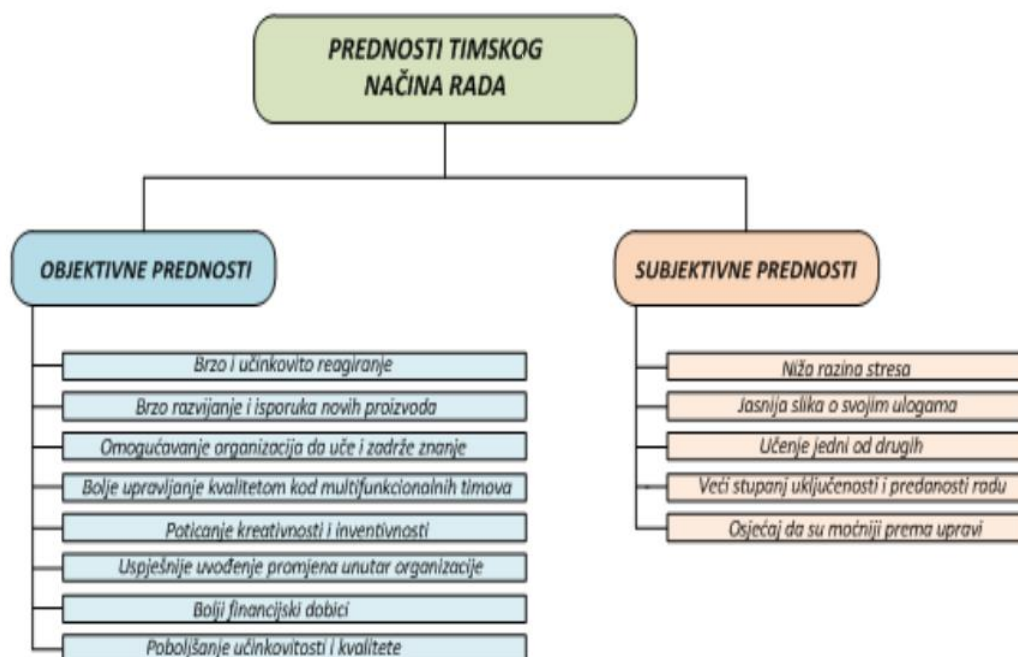 PREDNOSTI TIMSKOG
NAČINA RADA
OBJEKTIVNE PREDNOSTI
Brzo i učinkovito reagiranje
Brzo razvijanje i isporuka novih proizvoda
Omogućavanje organizacija da uče i zadrže znanje
Bolje upravljanje kvalitetom kod multifunkcionalnih timova
Poticanje kreativnosti i inventivnosti
Uspješnije uvođenje promjena unutar organizacije
Bolji financijski dobici
Poboljšanje učinkovitosti i kvalitete
SUBJEKTIVNE PREDNOSTI
Niža razina stresa
Jasnija slika o svojim ulogama
Učenje jedni od drugih
Veći stupanj uključenosti i predanosti radu
Osjećaj da su moćniji prema upravi